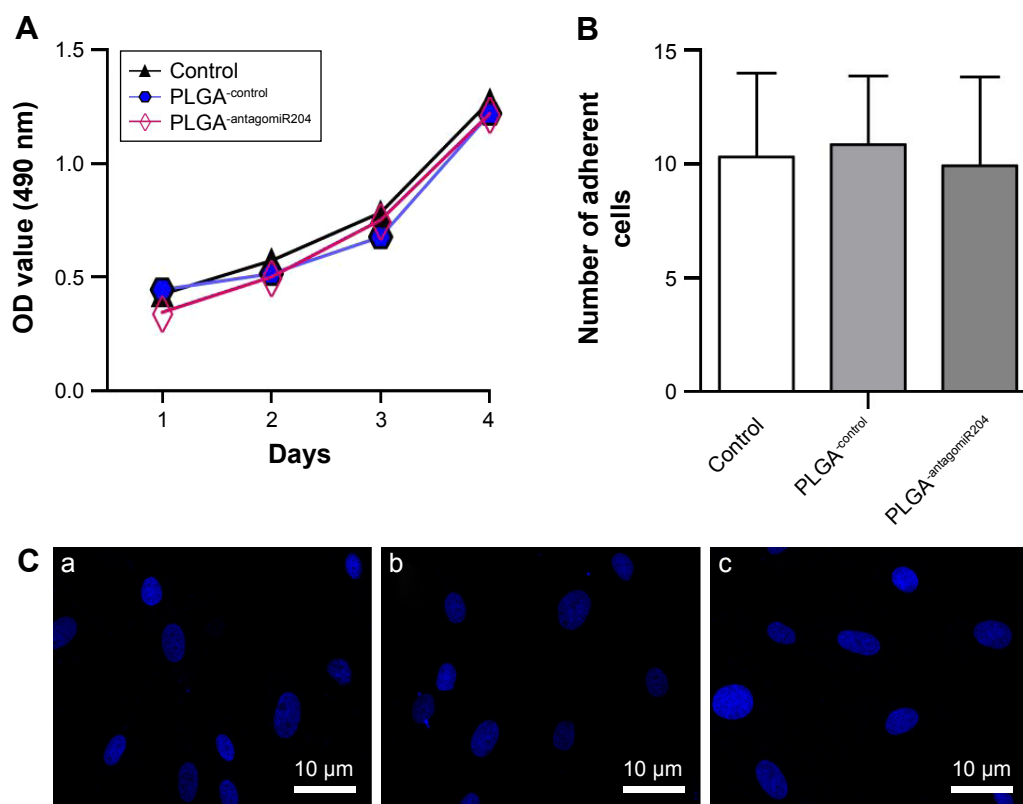 A
1.5
1.0
0.5
0.0
OD value (490 nm)
Control
PLGA-control
PLGA-antagomiR204
1
2
3
4
Days
B
15
10
5
0
Number of adherent
cells
Control
PLGA-control
PLGA-antagomiR204
C
a
10 µm
b
10 µm
c
10 µm